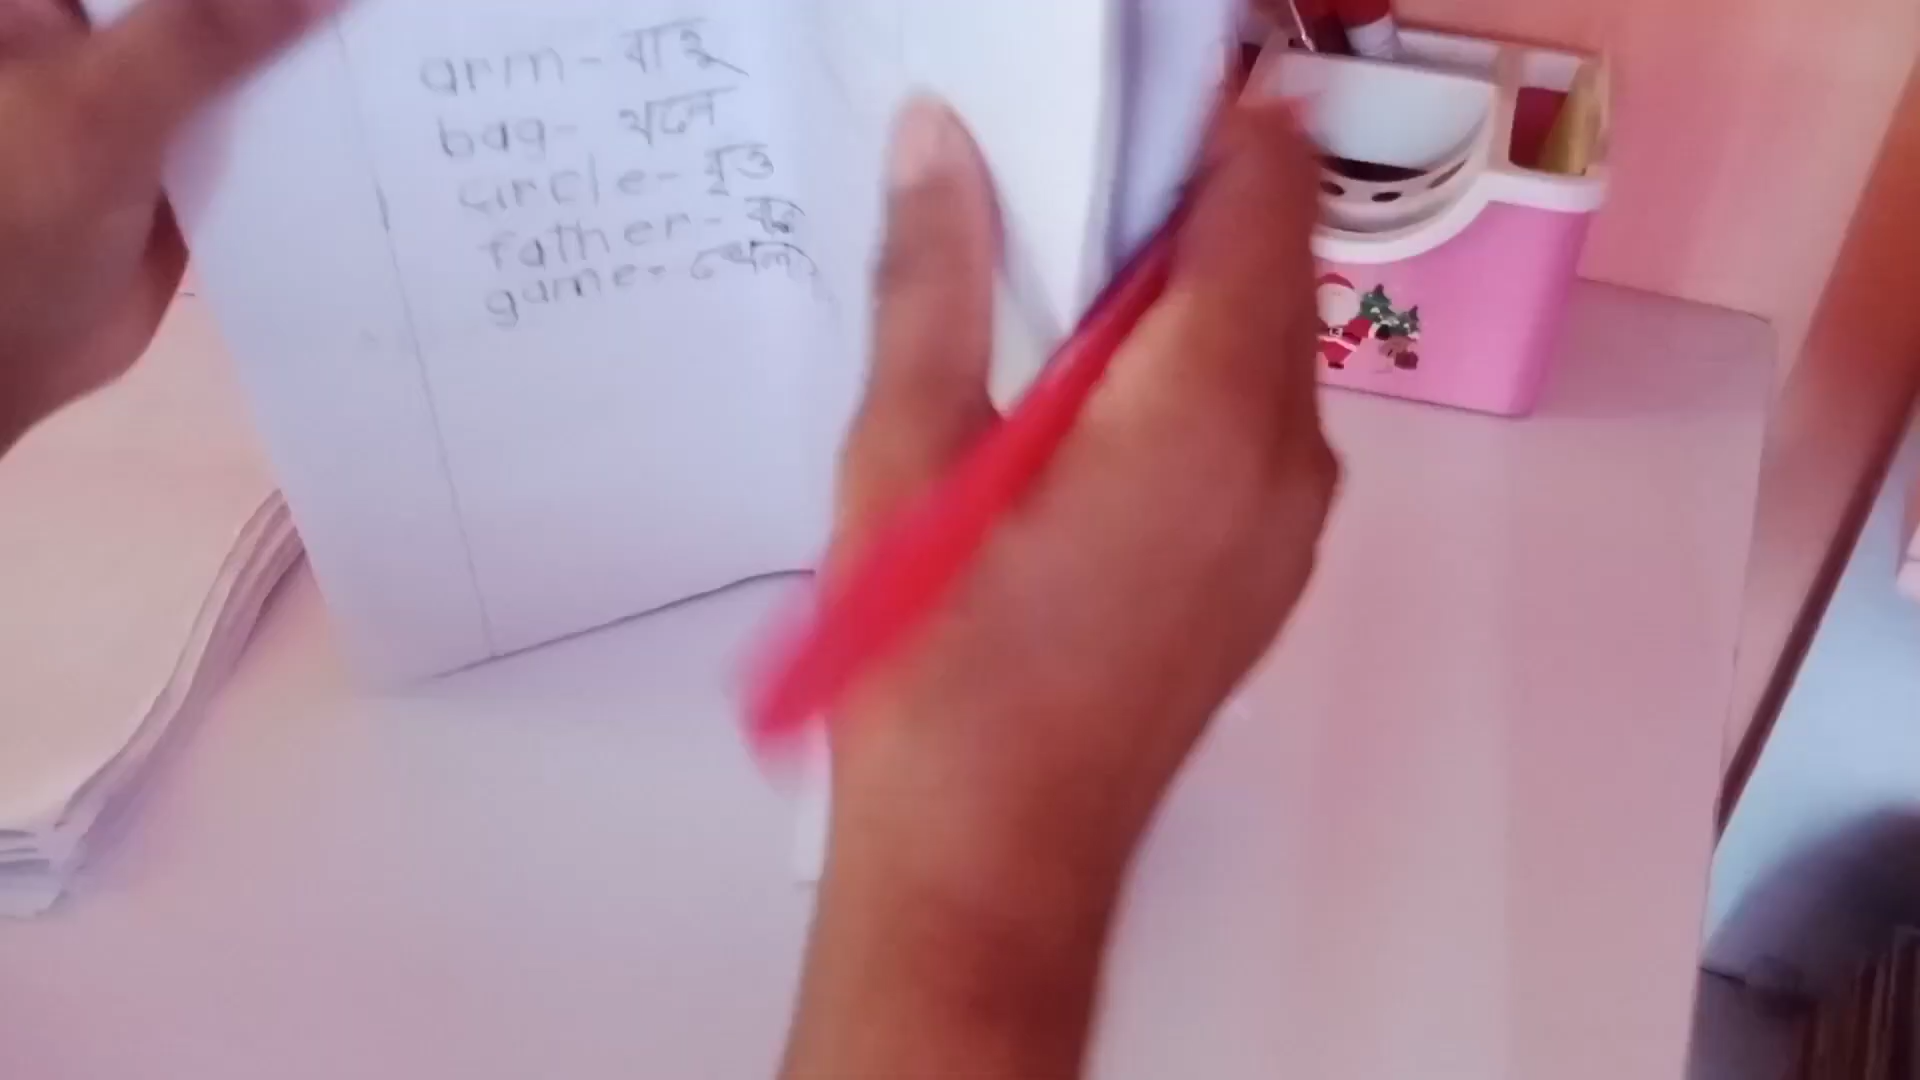 arm - বাহু
bag - থলে
circle - বৃত্ত
father -
game -